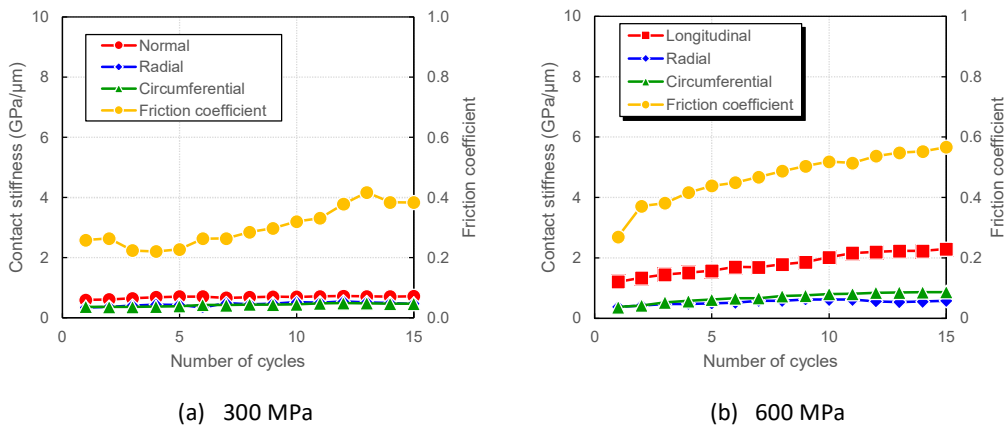 10
8
6
4
2
0
Contact stiffness (GPa/μm)
Normal
Radial
Circumferential
Friction coefficient
1.0
0.8
0.6
0.4
0.2
0.0
Friction coefficient
0 5 10 15
Number of cycles
(a) 300 MPa
10
8
6
4
2
0
Contact stiffness (GPa/μm)
Longitudinal
Radial
Circumferential
Friction coefficient
1
0.8
0.6
0.4
0.2
0
Friction coefficient
0 5 10 15
Number of cycles
(b) 600 MPa